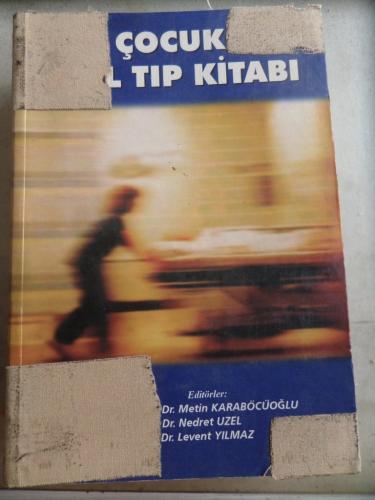 ÇOCUK
L TIP KİTABI
Editörler:
Dr. Metin KARABÖCÜOĞLU
Dr. Nedret UZEL
Dr. Levent YILMAZ